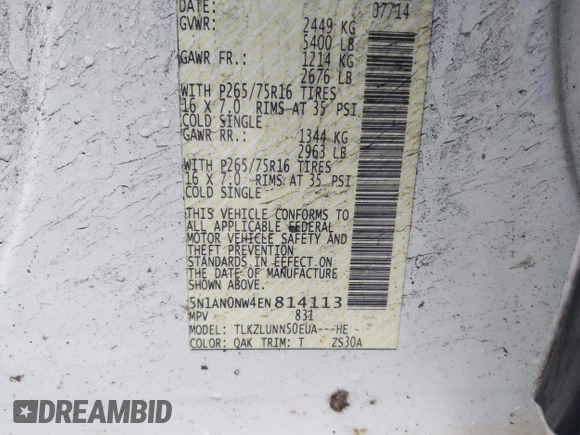 DATE: 07/14
GVWR: 2449 KG
5400 LB
GAWR FR.: 1214 KG
2676 LB
WITH P265/75R16 TIRES
16 X 7.0 RIMS AT 35 PSI
COLD SINGLE
GAWR RR.: 1344 KG
2963 LB
WITH P265/75R16 TIRES
16 X 7.0 RIMS AT 35 PSI
COLD SINGLE
THIS VEHICLE CONFORMS TO
ALL APPLICABLE FEDERAL
MOTOR VEHICLE SAFETY AND
THEFT PREVENTION
STANDARDS IN EFFECT ON
THE DATE OF MANUFACTURE
SHOWN ABOVE.
5N1AN0NW4EN814113
MPV 831
MODEL: TLKZLUNN50EUA---HE -
COLOR: QAK TRIM: T ZS30A
DREAMBID